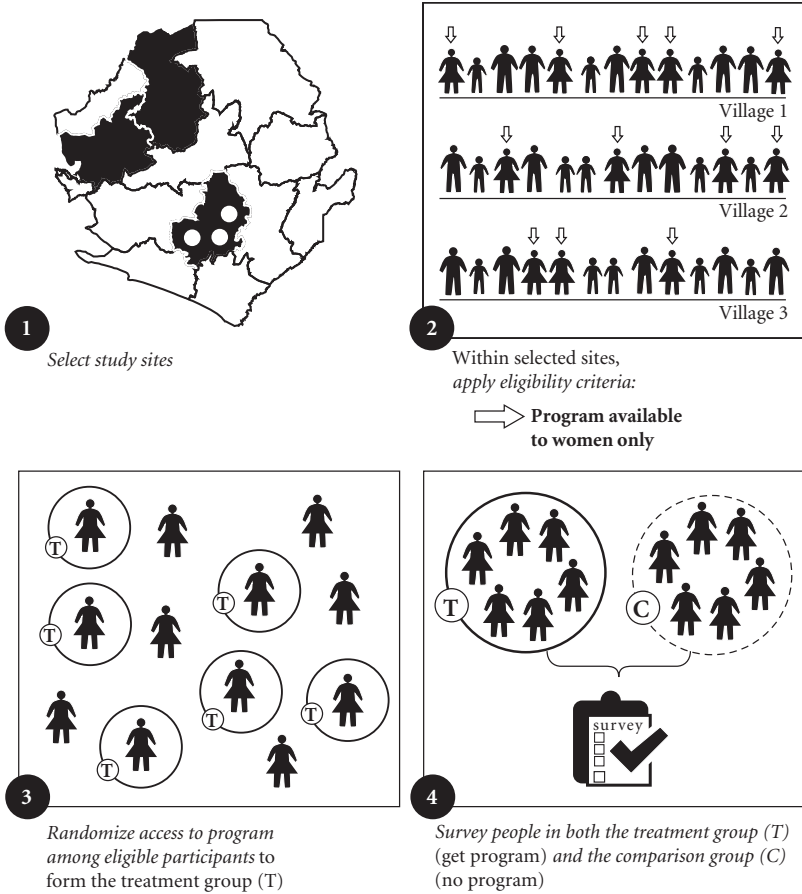 1
Select study sites
Village 1
Village 2
Village 3
2
Within selected sites,
apply eligibility criteria:
Program available
to women only
T
T
T
T
T
T
3
Randomize access to program
among eligible participants to
form the treatment group (T)
T
C
survey
4
Survey people in both the treatment group (T)
(get program) and the comparison group (C)
(no program)